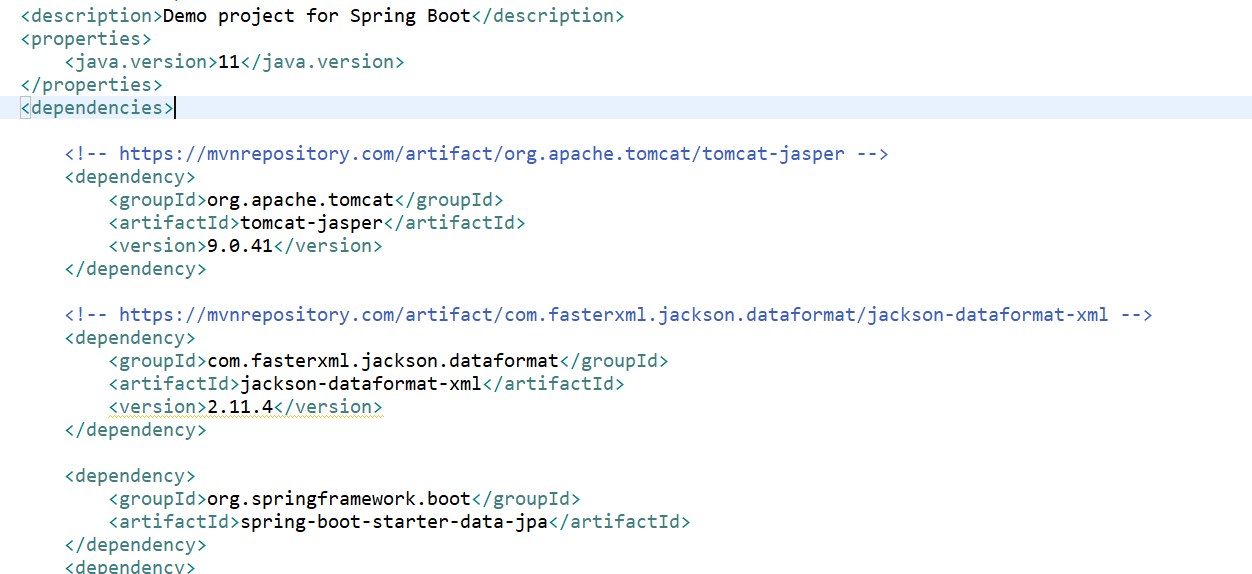 <description>Demo project for Spring Boot</description>
<properties>
<java.version>11</java.version>
</properties>
<dependencies>
<!-- https://mvnrepository.com/artifact/org.apache.tomcat/tomcat-jasper -->
<dependency>
<groupId>org.apache.tomcat</groupId>
<artifactId>tomcat-jasper</artifactId>
<version>9.0.41</version>
</dependency>
<!-- https://mvnrepository.com/artifact/com.fasterxml.jackson.dataformat/jackson-dataformat-xml -->
<dependency>
<groupId>com.fasterxml.jackson.dataformat</groupId>
<artifactId>jackson-dataformat-xml</artifactId>
<version>2.11.4</version>
</dependency>
<dependency>
<groupId>org.springframework.boot</groupId>
<artifactId>spring-boot-starter-data-jpa</artifactId>
</dependency>
<dependency>